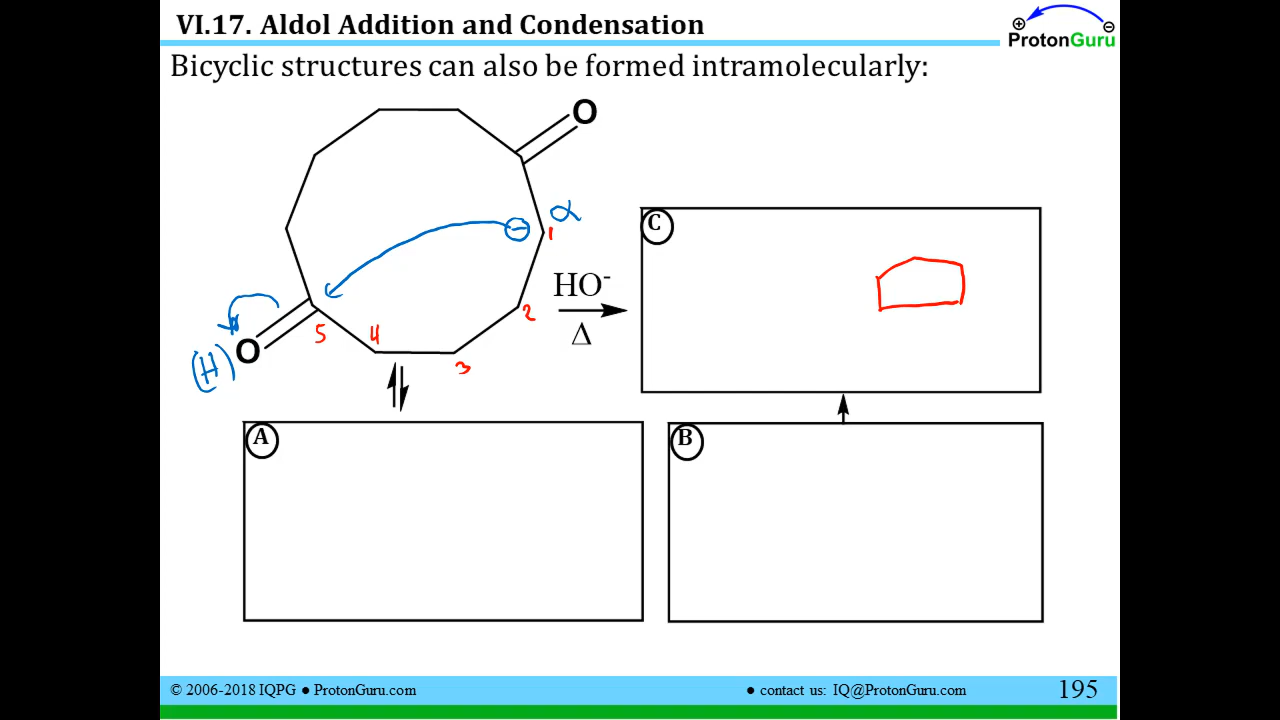 VI.17. Aldol Addition and Condensation
⊕ ⊖
ProtonGuru
Bicyclic structures can also be formed intramolecularly:
O
α
⊖
1
C
HO⁻
Δ
2
5
4
3
O
(H)
A
B
© 2006-2018 IQPG ● ProtonGuru.com
● contact us: IQ@ProtonGuru.com
195